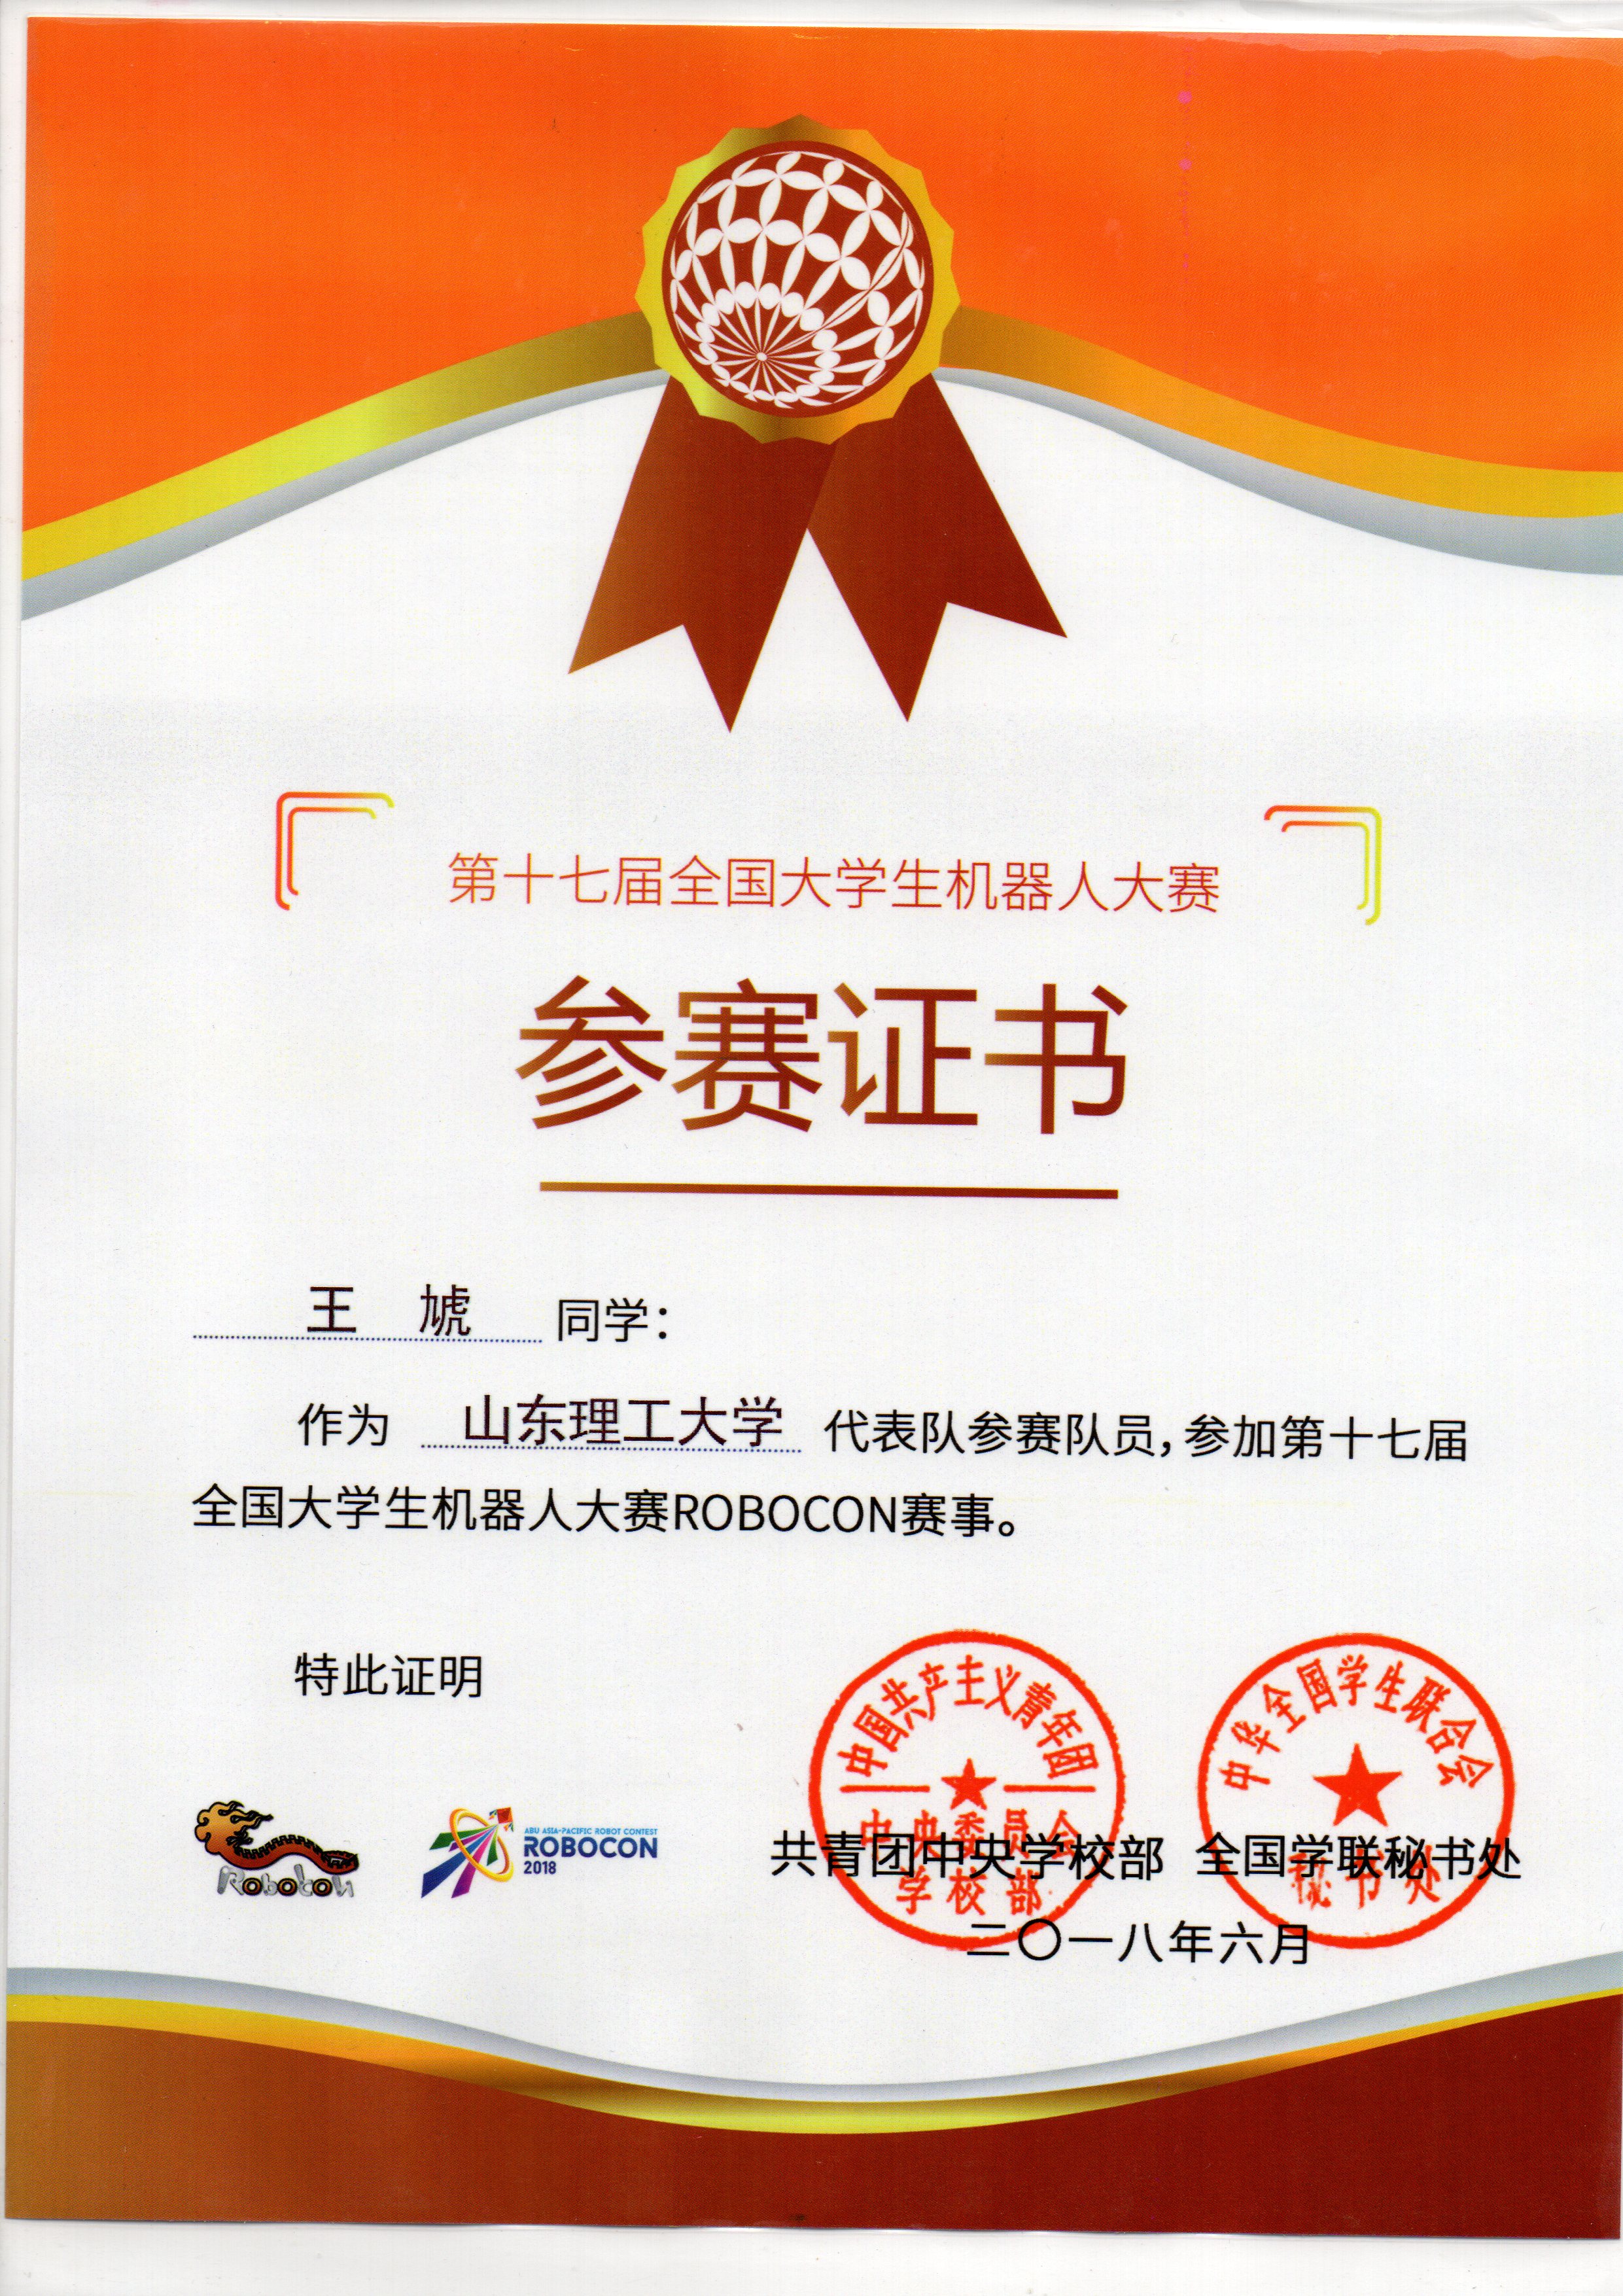 第十七届全国大学生机器人大赛
参赛证书
王 㙈 同学：
作为 山东理工大学 代表队参赛队员，参加第十七届
全国大学生机器人大赛ROBOCON赛事。
特此证明
中国共产主义青年团
中央委员会
学校部
中华全国学生联合会
秘书处
Robocon
ABU ASIA-PACIFIC ROBOT CONTEST
ROBOCON
2018
共青团中央学校部 全国学联秘书处
二〇一八年六月